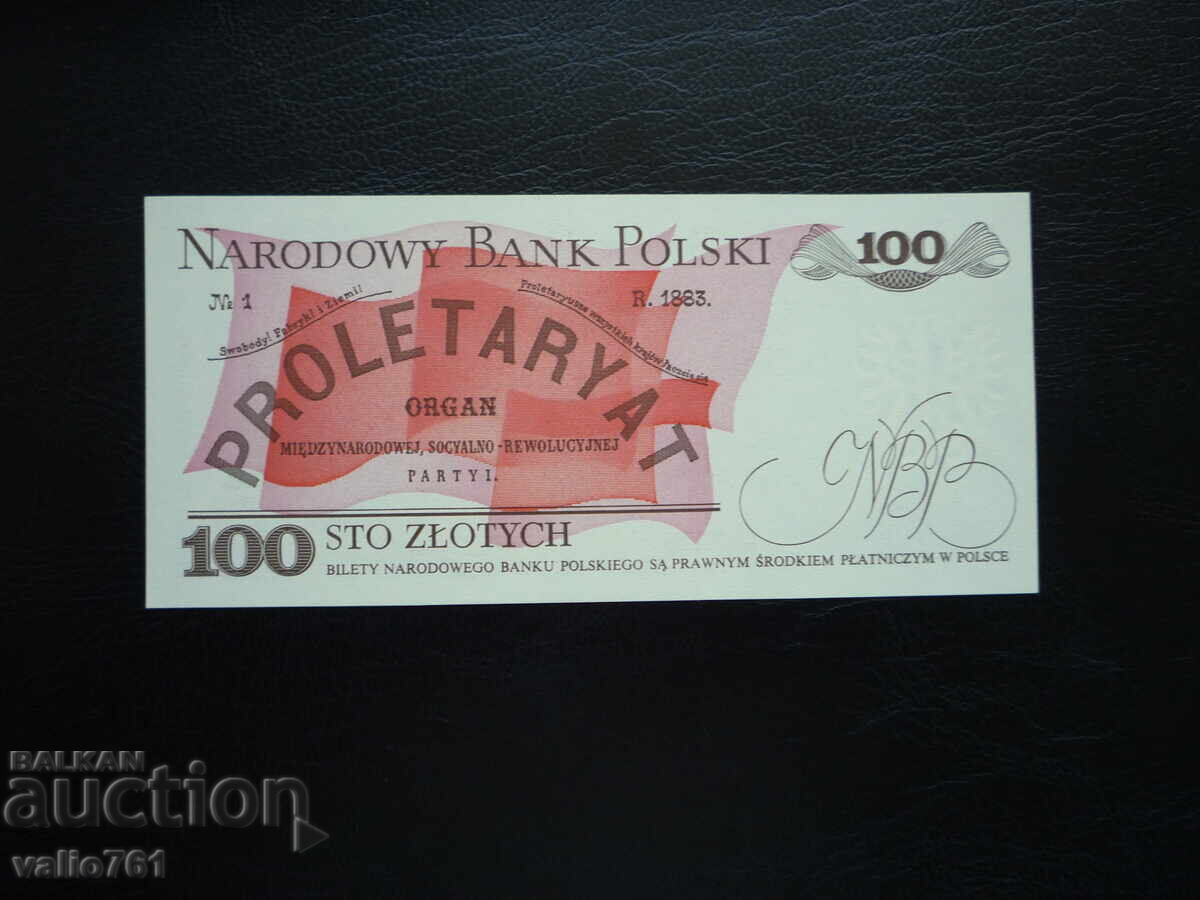 NARODOWY BANK POLSKI
100
№ 1
R. 1883.
Swobody! Fabryk! i Ziemi!
Proletaryusze wszystkich krajów łączcie się
PROLETARYAT
ORGAN
MIĘDZYNARODOWEJ, SOCYALNO-REWOLUCYJNEJ
PARTYI.
NBP
100 STO ZŁOTYCH
BILETY NARODOWEGO BANKU POLSKIEGO SĄ PRAWNYM ŚRODKIEM PŁATNICZYM W POLSCE
BALKAN
auction
valio761